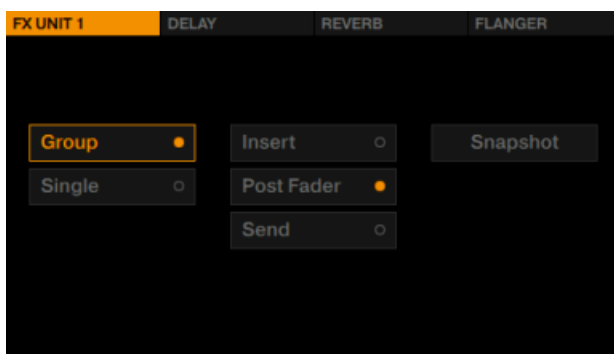 FX UNIT 1 DELAY REVERB FLANGER
Group Insert Snapshot
Single Post Fader
Send